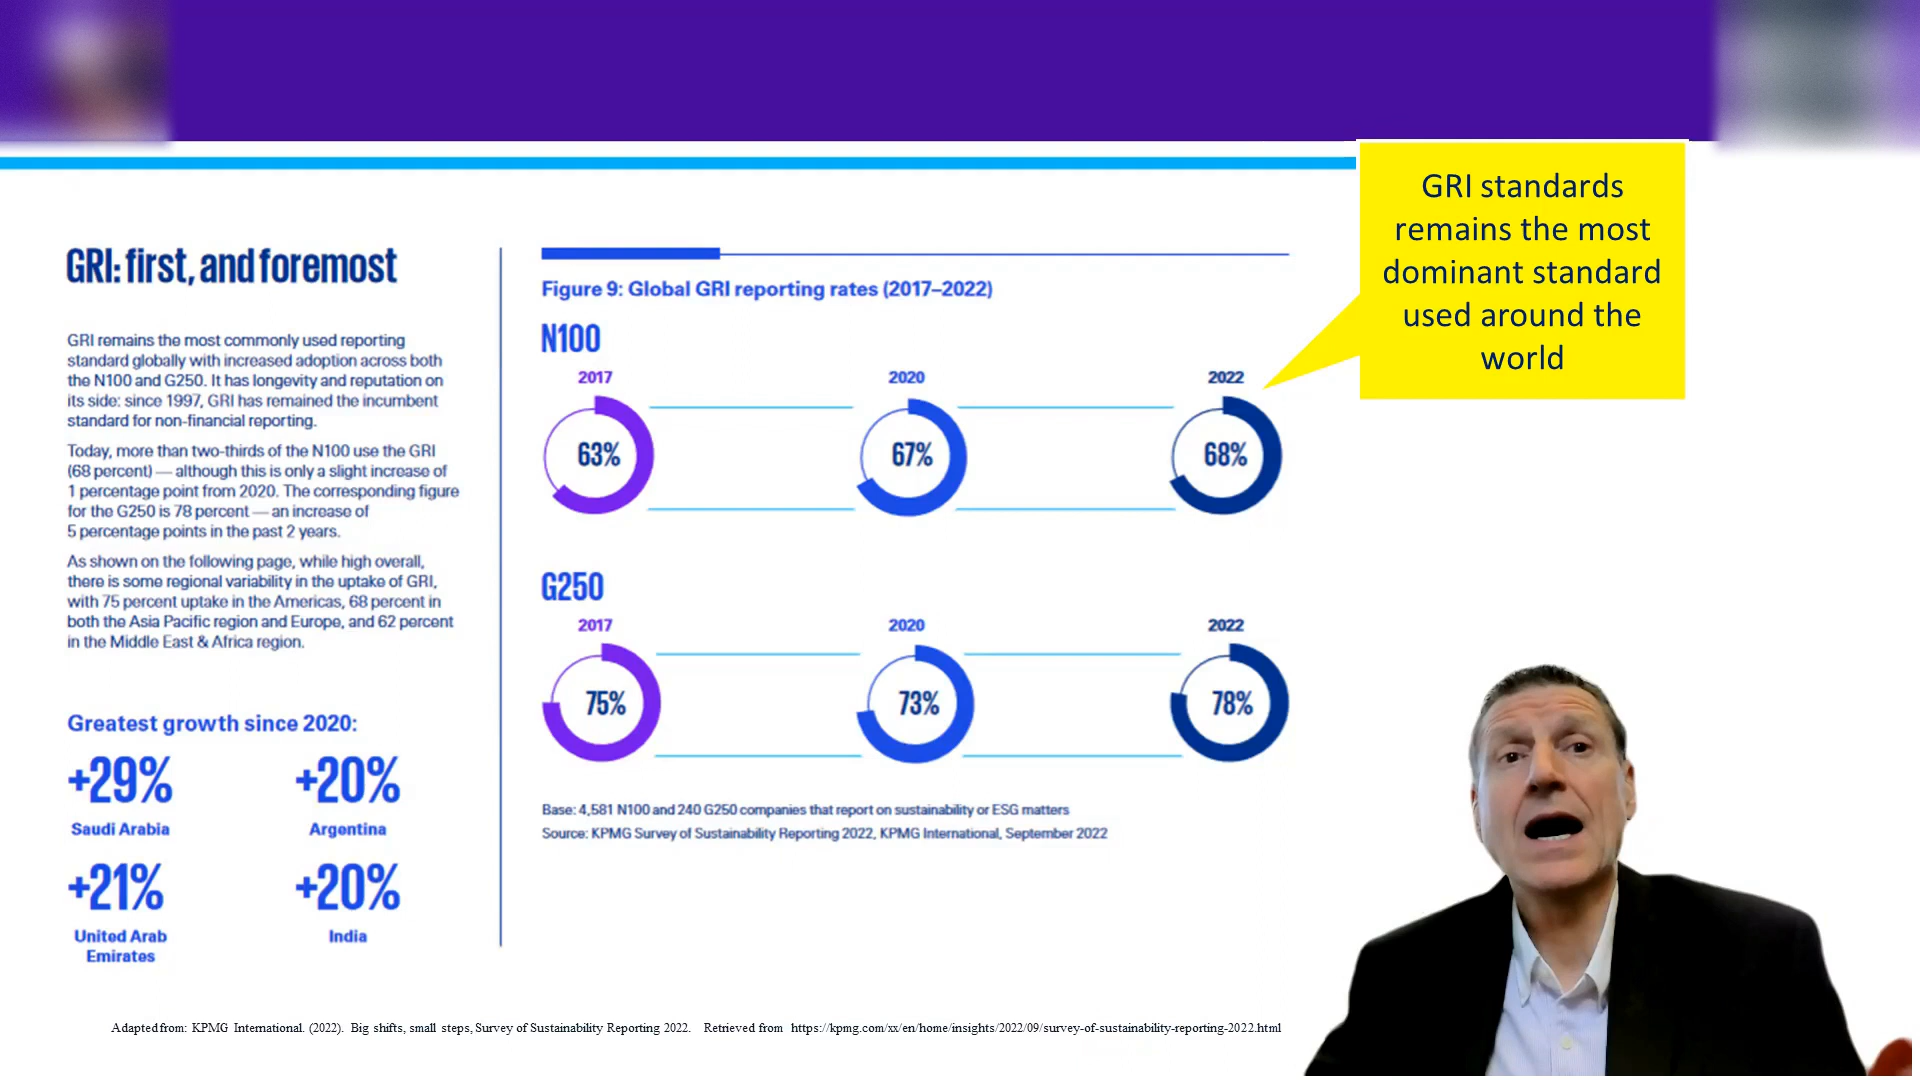 GRI standards
remains the most
dominant standard
used around the
world
GRI: first, and foremost
GRI remains the most commonly used reporting
standard globally with increased adoption across both
the N100 and G250. It has longevity and reputation on
its side: since 1997, GRI has remained the incumbent
standard for non-financial reporting.
Today, more than two-thirds of the N100 use the GRI
(68 percent) — although this is only a slight increase of
1 percentage point from 2020. The corresponding figure
for the G250 is 78 percent — an increase of
5 percentage points in the past 2 years.
As shown on the following page, while high overall,
there is some regional variability in the uptake of GRI,
with 75 percent uptake in the Americas, 68 percent in
both the Asia Pacific region and Europe, and 62 percent
in the Middle East & Africa region.
Greatest growth since 2020:
+29% +20%
Saudi Arabia Argentina
+21% +20%
United Arab India
Emirates
Figure 9: Global GRI reporting rates (2017–2022)
N100
2017 2020 2022
63% 67% 68%
G250
2017 2020 2022
75% 73% 78%
Base: 4,581 N100 and 240 G250 companies that report on sustainability or ESG matters
Source: KPMG Survey of Sustainability Reporting 2022, KPMG International, September 2022
Adapted from: KPMG International. (2022). Big shifts, small steps, Survey of Sustainability Reporting 2022. Retrieved from https://kpmg.com/xx/en/home/insights/2022/09/survey-of-sustainability-reporting-2022.html